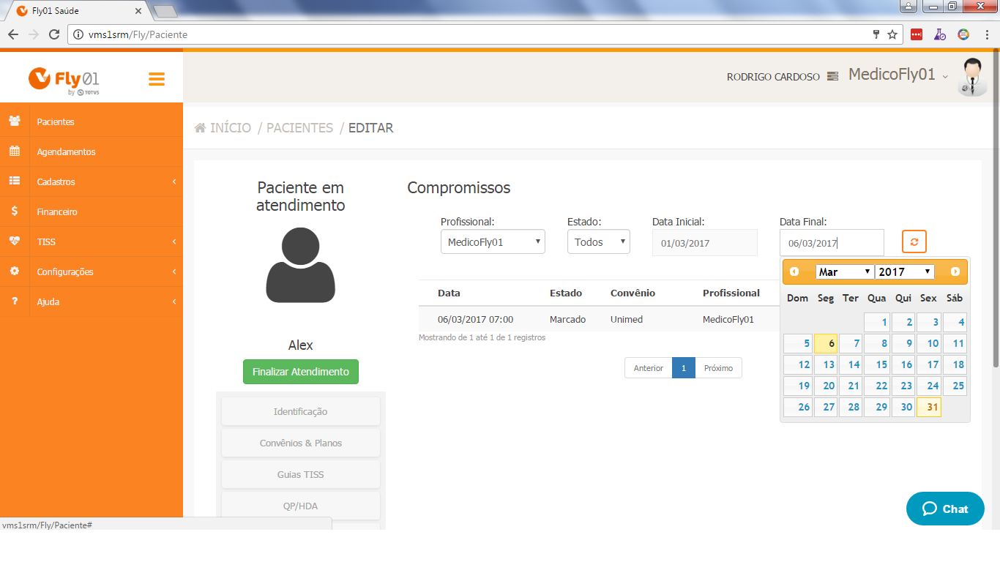 Fly01 Saúde
vms1srm/Fly/Paciente
Fly01
by TOTVS
RODRIGO CARDOSO MedicoFly01
Pacientes
Agendamentos
Cadastros
Financeiro
TISS
Configurações
Ajuda
INÍCIO / PACIENTES / EDITAR
Paciente em
atendimento
Alex
Finalizar Atendimento
Identificação
Convênios & Planos
Guias TISS
QP/HDA
Compromissos
Profissional: Estado: Data Inicial: Data Final:
MedicoFly01 Todos 01/03/2017 06/03/2017
Data Estado Convênio Profissional
06/03/2017 07:00 Marcado Unimed MedicoFly01
Mostrando de 1 até 1 de 1 registros
Anterior 1 Próximo
Mar 2017
Dom Seg Ter Qua Qui Sex Sáb
1 2 3 4
5 6 7 8 9 10 11
12 13 14 15 16 17 18
19 20 21 22 23 24 25
26 27 28 29 30 31
Chat
vms1srm/Fly/Paciente#